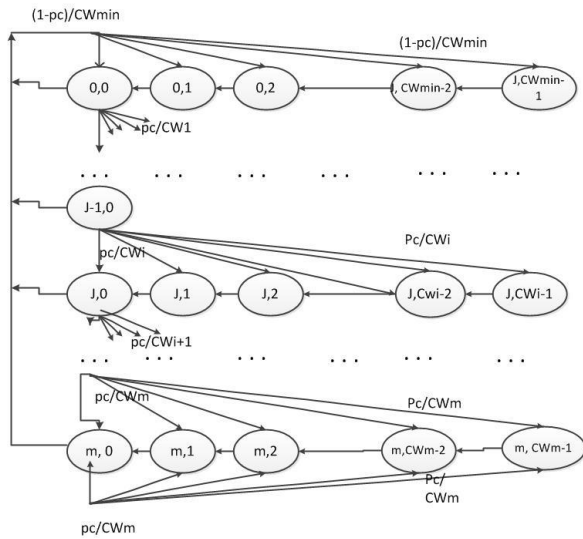 (1-pc)/CWmin
(1-pc)/CWmin
0,0
0,1
0,2
J, CWmin-2
J,CWmin-
1
pc/CW1
. . . . . . . . . . . . . . . . . .
J-1,0
pc/CWi
Pc/CWi
J,0
J,1
J,2
J,Cwi-2
J,CWi-1
pc/CWi+1
. . . . . . . . . . . . . . . . . .
pc/CWm
Pc/CWm
m, 0
m,1
m,2
m,CWm-2
m, CWm-1
Pc/
CWm
pc/CWm